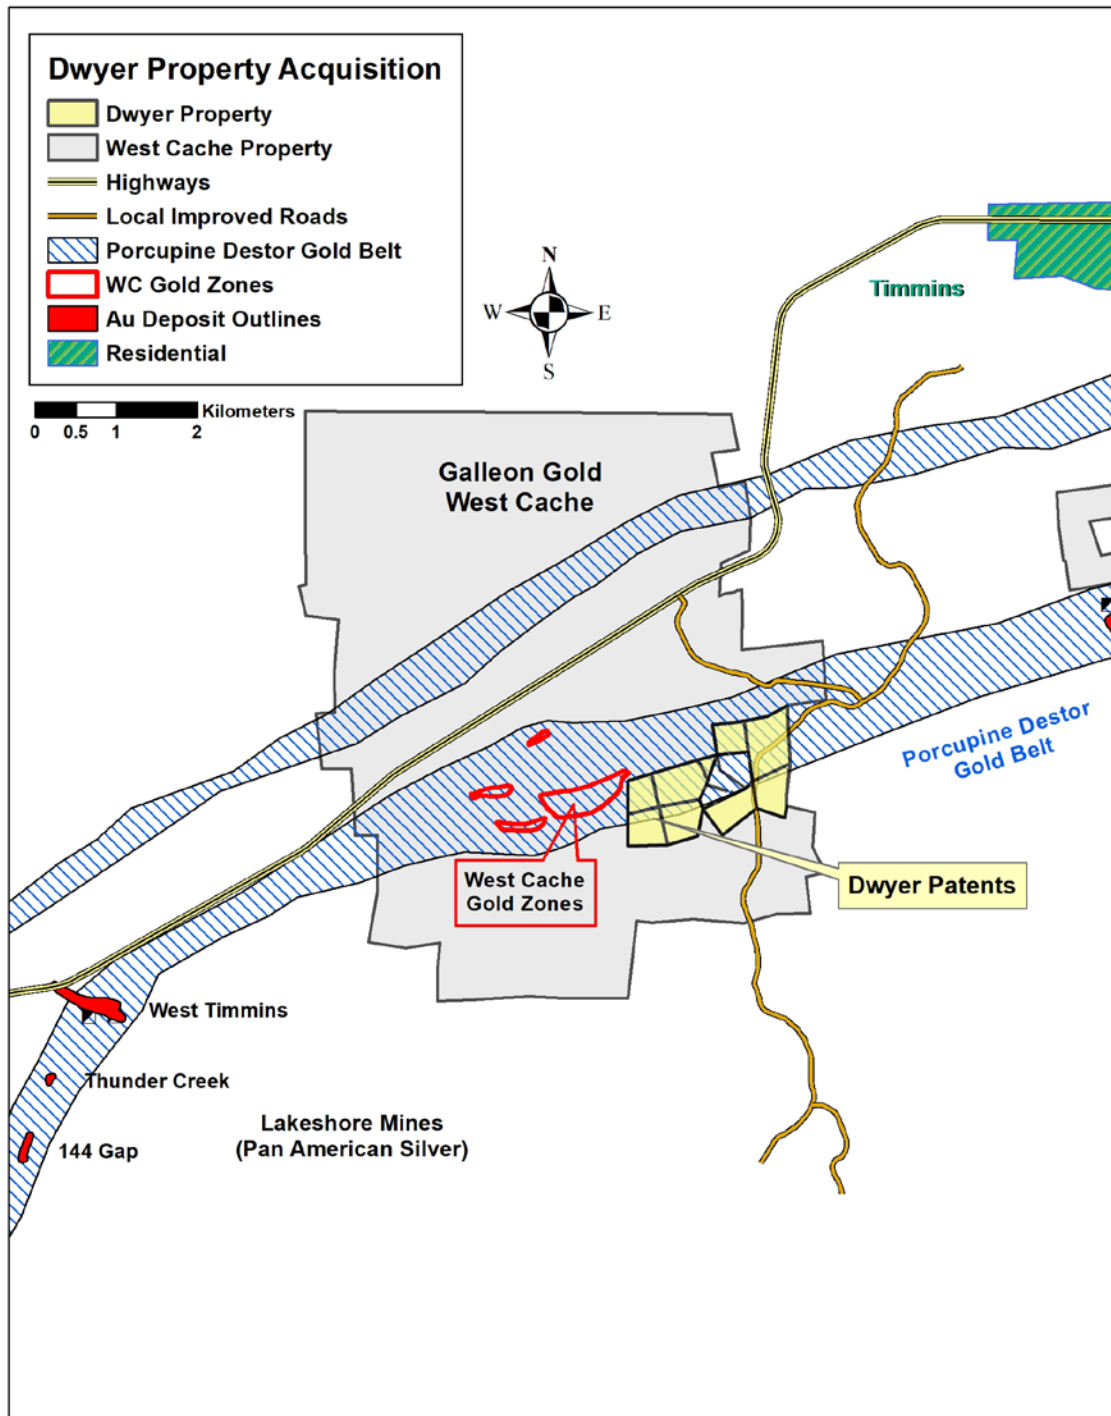 Dwyer Property Acquisition
Dwyer Property
West Cache Property
Highways
Local Improved Roads
Porcupine Destor Gold Belt
WC Gold Zones
Au Deposit Outlines
Residential
Kilometers
0 0.5 1 2
N
W E
S
Timmins
Galleon Gold
West Cache
Porcupine Destor
Gold Belt
West Cache
Gold Zones
Dwyer Patents
West Timmins
Thunder Creek
144 Gap
Lakeshore Mines
(Pan American Silver)